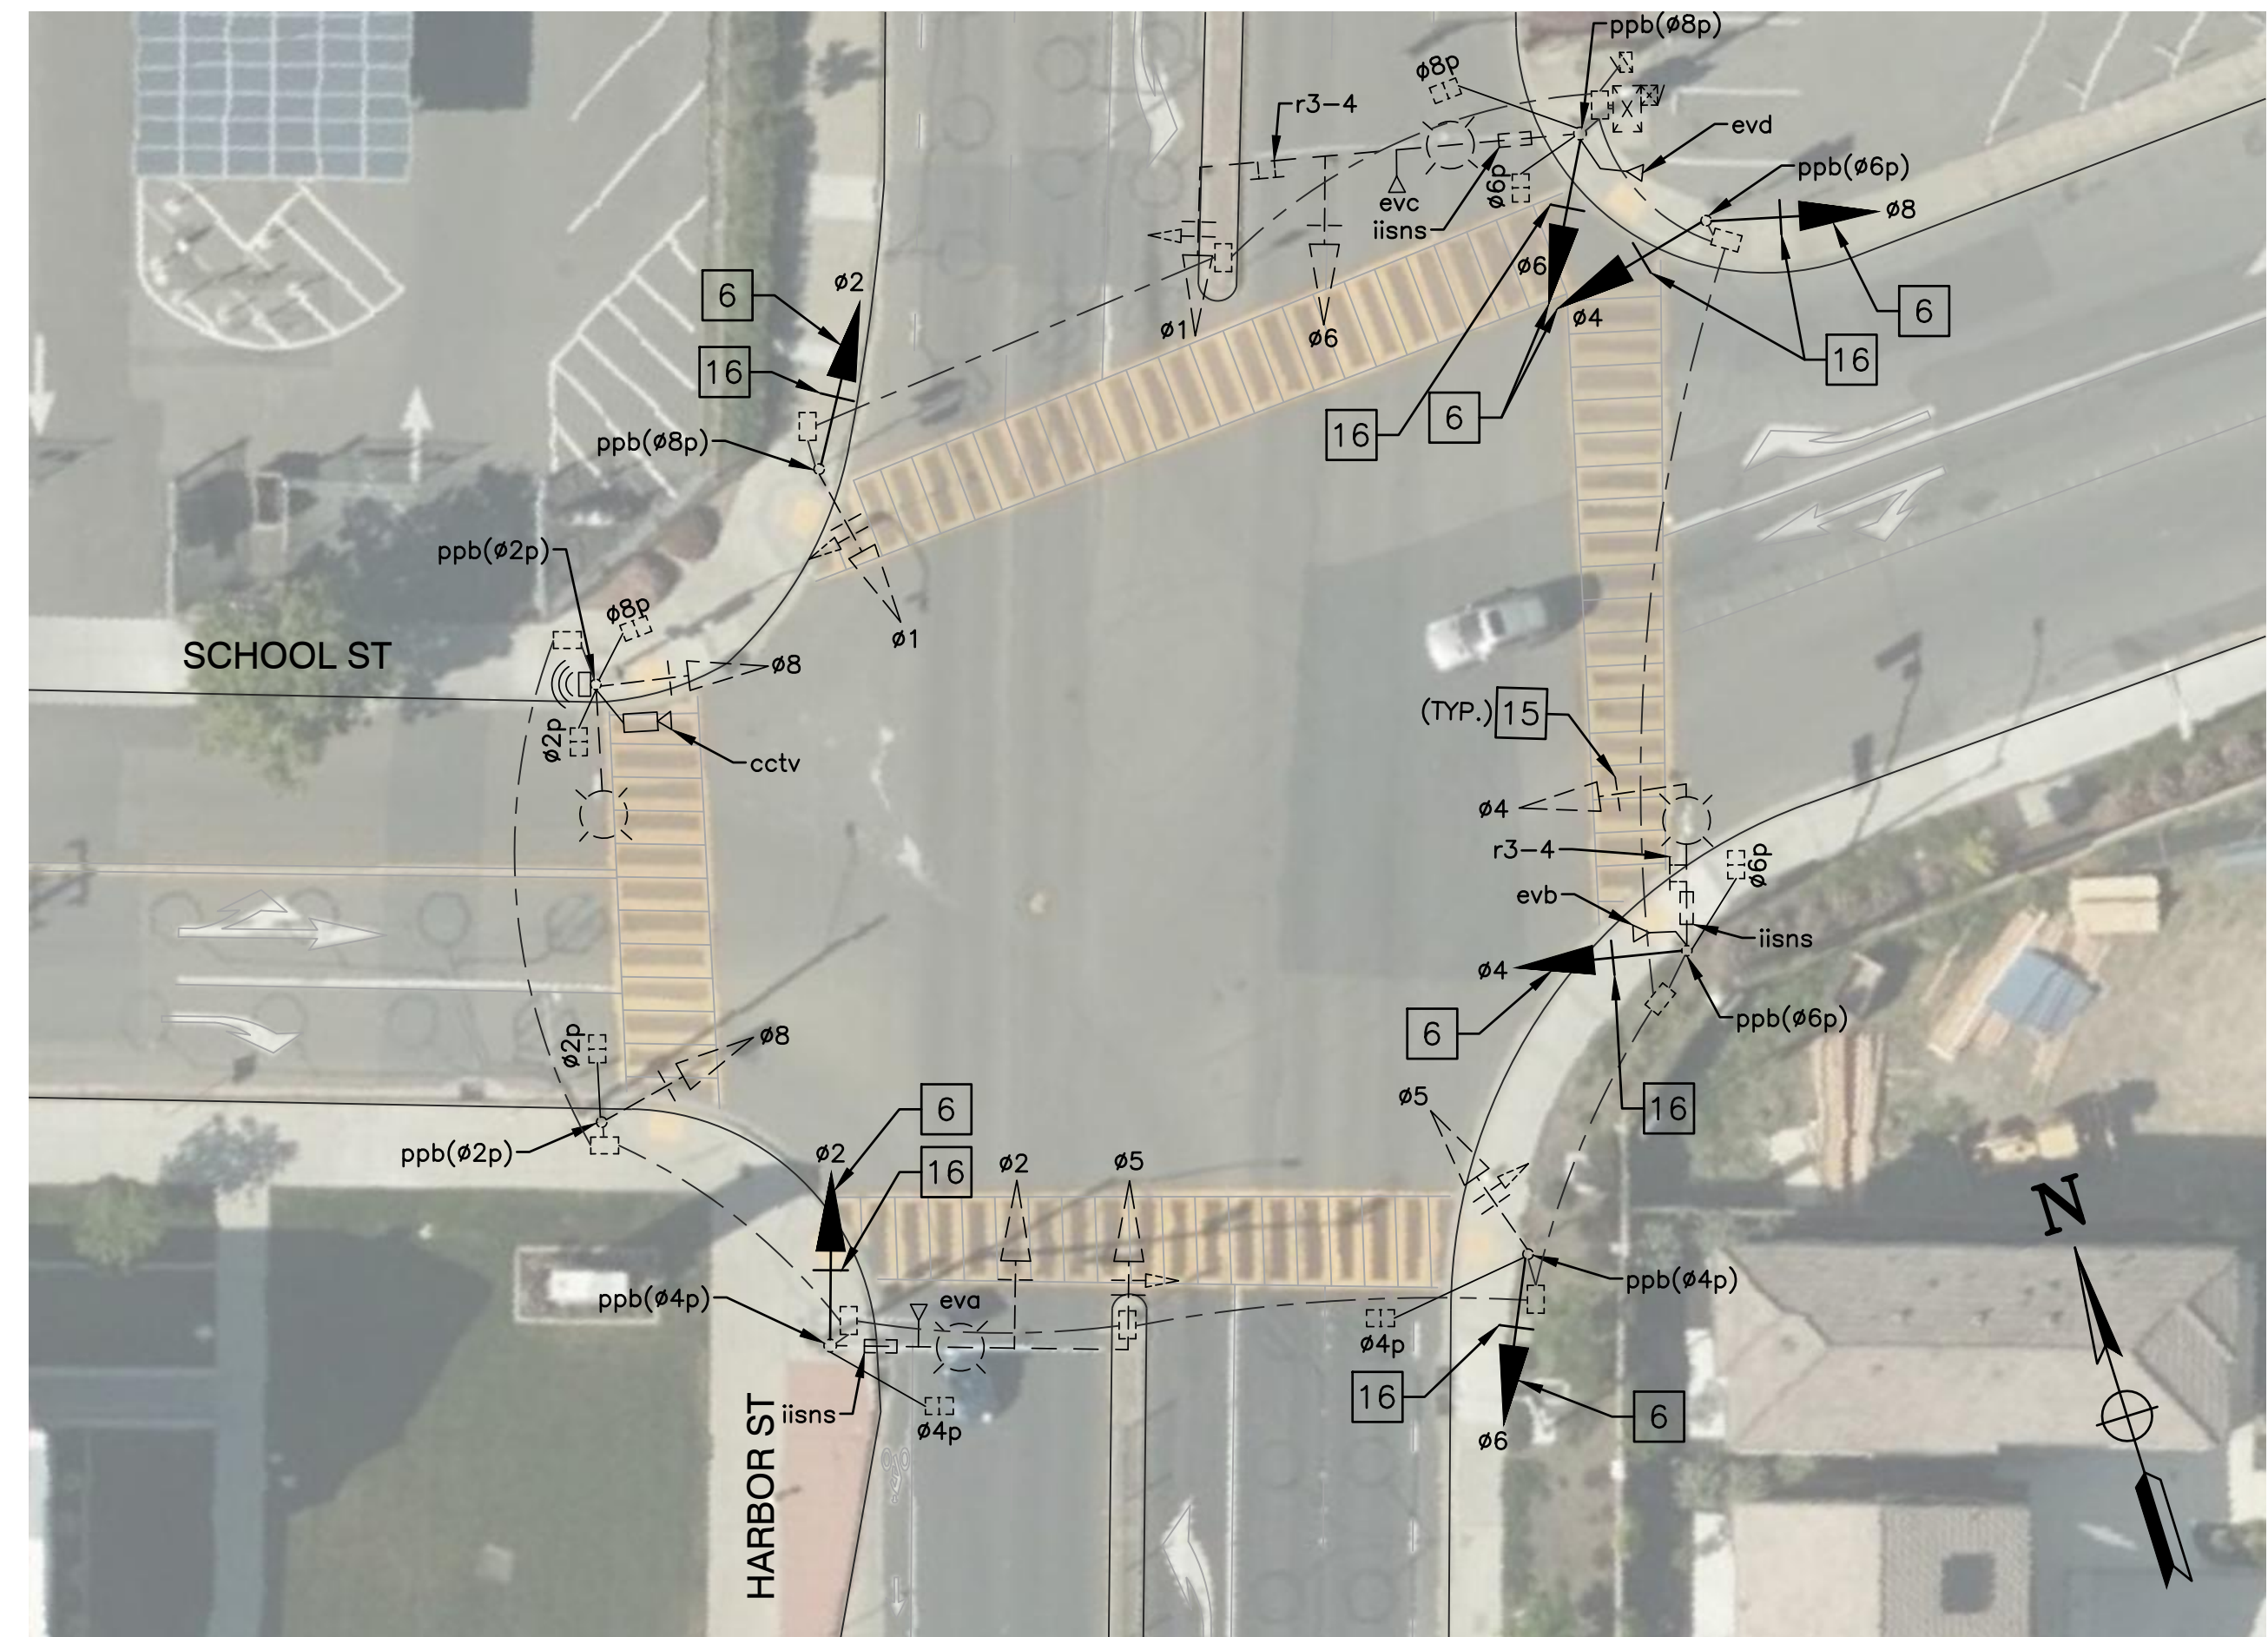 ppb(ø8p)
ø8p
r3-4
evd
ppb(ø6p)
ø6p
evc
iisns
ø8
ø2
6
ø6
6
16
ø1
ø6
ø4
16
16
6
ppb(ø8p)
ppb(ø2p)
ø8p
ø1
SCHOOL ST
ø8
(TYP.) 15
ø2p
cctv
ø4
r3-4
ø6p
evb
iisns
ø4
ppb(ø6p)
6
ø2p
ø8
ø5
6
16
ppb(ø2p)
ø2
16
ø2
ø5
ppb(ø4p)
ppb(ø4p)
eva
ø4p
16
6
HARBOR ST
iisns
ø4p
ø6
N